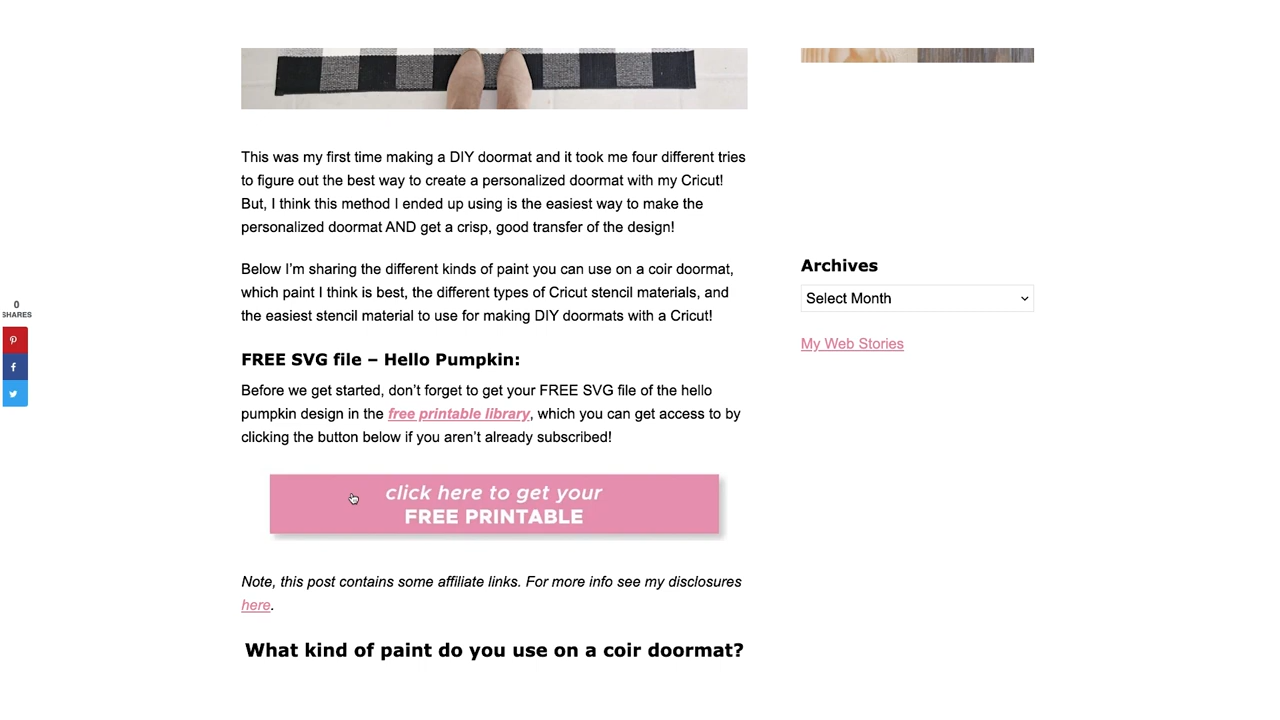 This was my first time making a DIY doormat and it took me four different tries
to figure out the best way to create a personalized doormat with my Cricut!
But, I think this method I ended up using is the easiest way to make the
personalized doormat AND get a crisp, good transfer of the design!
Below I'm sharing the different kinds of paint you can use on a coir doormat,
which paint I think is best, the different types of Cricut stencil materials, and
the easiest stencil material to use for making DIY doormats with a Cricut!
FREE SVG file – Hello Pumpkin:
Before we get started, don't forget to get your FREE SVG file of the hello
pumpkin design in the free printable library, which you can get access to by
clicking the button below if you aren't already subscribed!
click here to get your
FREE PRINTABLE
Note, this post contains some affiliate links. For more info see my disclosures
here.
What kind of paint do you use on a coir doormat?
Archives
Select Month
My Web Stories
0
SHARES